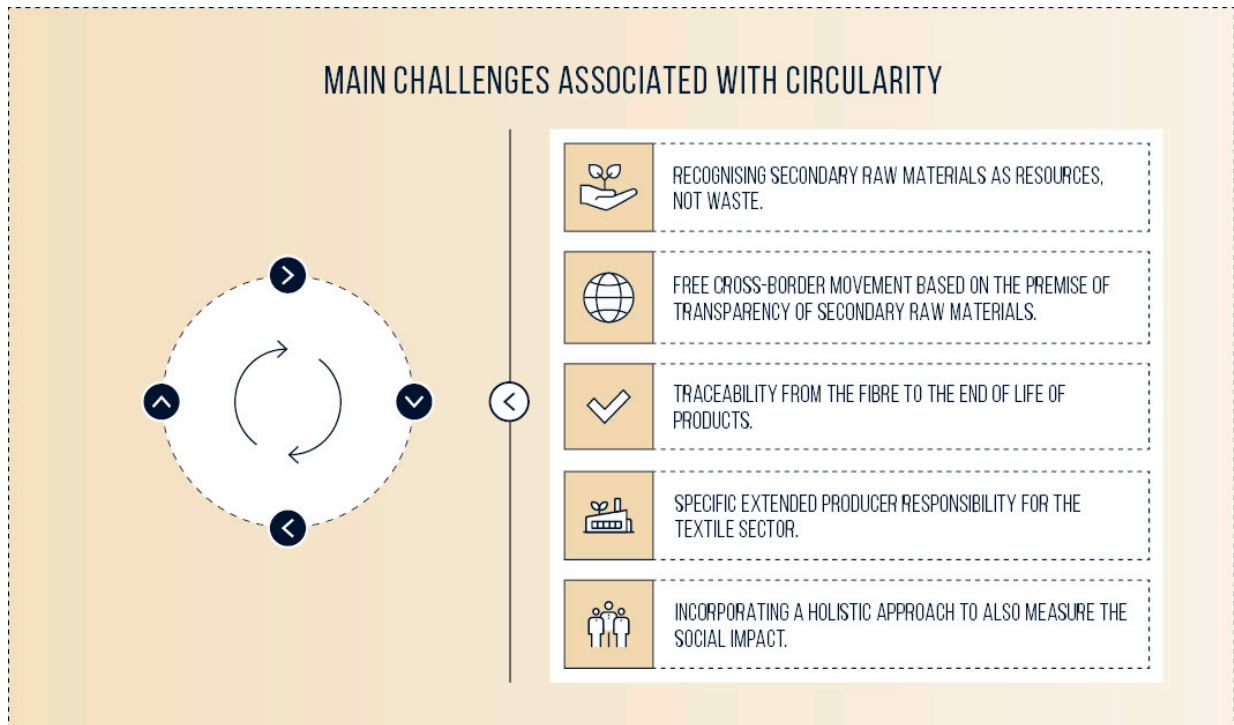 MAIN CHALLENGES ASSOCIATED WITH CIRCULARITY
RECOGNISING SECONDARY RAW MATERIALS AS RESOURCES,
NOT WASTE.
FREE CROSS-BORDER MOVEMENT BASED ON THE PREMISE OF
TRANSPARENCY OF SECONDARY RAW MATERIALS.
TRACEABILITY FROM THE FIBRE TO THE END OF LIFE OF
PRODUCTS.
SPECIFIC EXTENDED PRODUCER RESPONSIBILITY FOR THE
TEXTILE SECTOR.
INCORPORATING A HOLISTIC APPROACH TO ALSO MEASURE THE
SOCIAL IMPACT.